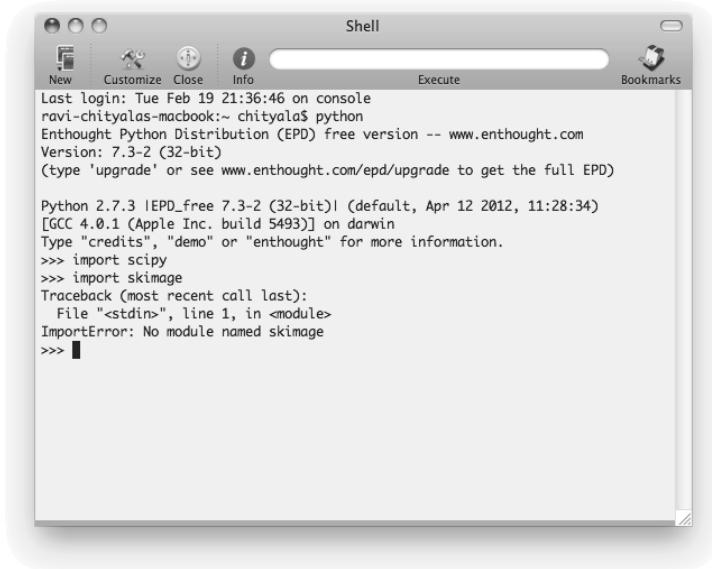 Shell
New Customize Close Info Execute Bookmarks
Last login: Tue Feb 19 21:36:46 on console
ravi-chityalas-macbook:~ chityala$ python
Enthought Python Distribution (EPD) free version -- www.enthought.com
Version: 7.3-2 (32-bit)
(type 'upgrade' or see www.enthought.com/epd/upgrade to get the full EPD)

Python 2.7.3 |EPD_free 7.3-2 (32-bit)| (default, Apr 12 2012, 11:28:34)
[GCC 4.0.1 (Apple Inc. build 5493)] on darwin
Type "credits", "demo" or "enthought" for more information.
>>> import scipy
>>> import skimage
Traceback (most recent call last):
  File "<stdin>", line 1, in <module>
ImportError: No module named skimage
>>>